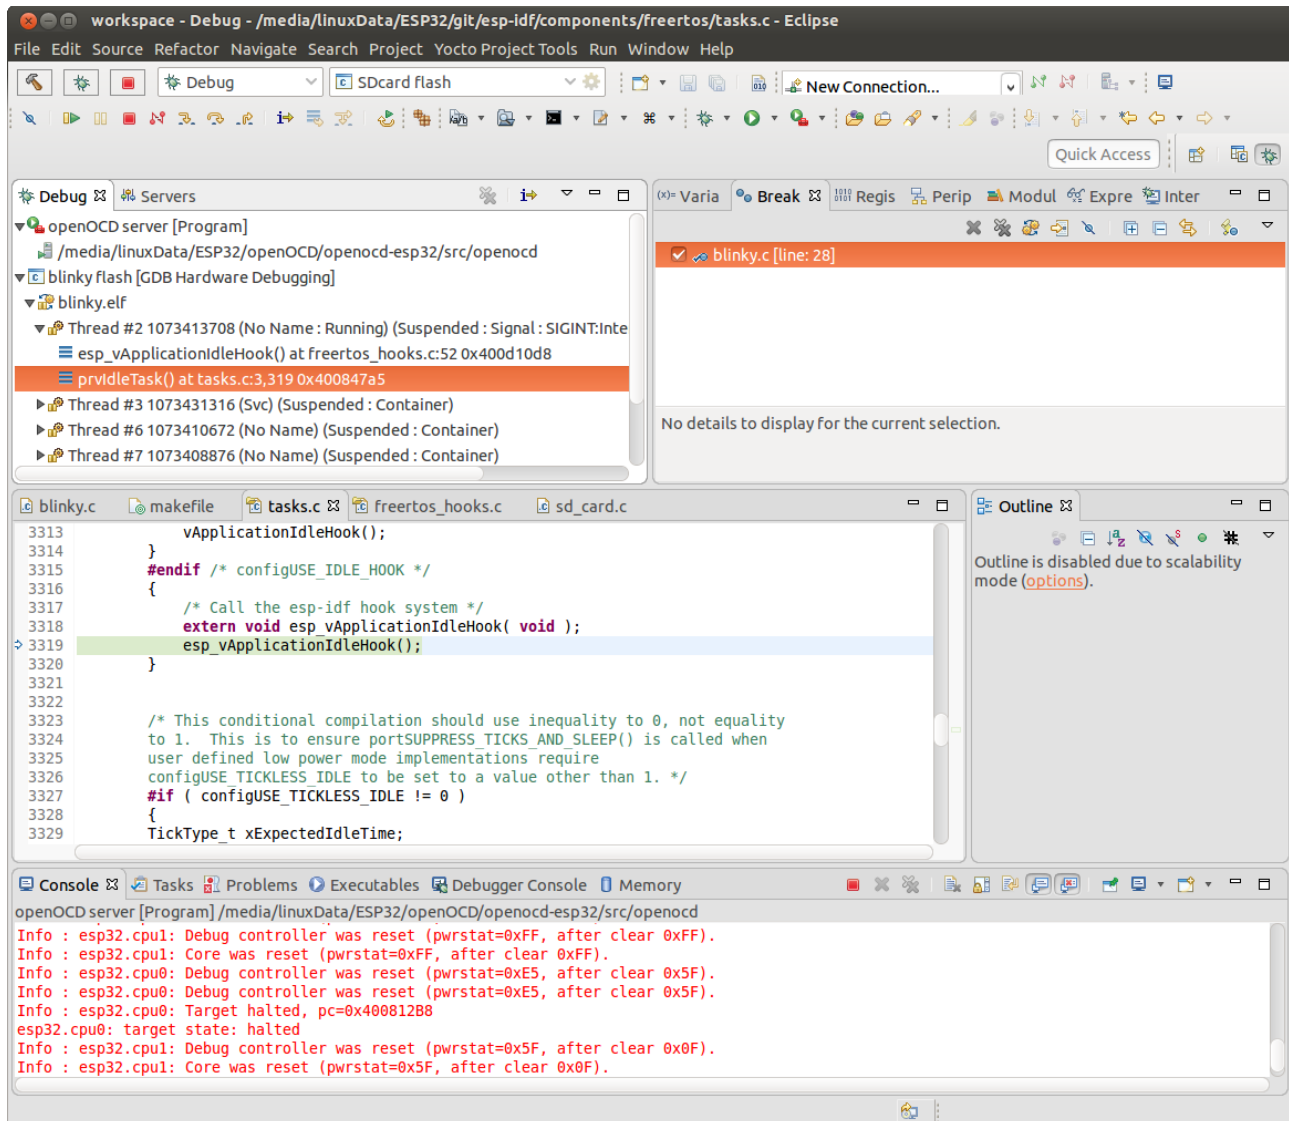 workspace - Debug - /media/linuxData/ESP32/git/esp-idf/components/freertos/tasks.c - Eclipse
File Edit Source Refactor Navigate Search Project Yocto Project Tools Run Window Help
Debug SDcard flash New Connection...
Quick Access
Debug Servers
openOCD server [Program]
/media/linuxData/ESP32/openOCD/openocd-esp32/src/openocd
blinky flash [GDB Hardware Debugging]
blinky.elf
Thread #2 1073413708 (No Name : Running) (Suspended : Signal : SIGINT:Inte
esp_vApplicationIdleHook() at freertos_hooks.c:52 0x400d10d8
prvIdleTask() at tasks.c:3,319 0x400847a5
Thread #3 1073431316 (Svc) (Suspended : Container)
Thread #6 1073410672 (No Name) (Suspended : Container)
Thread #7 1073408876 (No Name) (Suspended : Container)
(x)= Varia Break Regis Perip Modul Expre Inter
blinky.c [line: 28]
No details to display for the current selection.
blinky.c makefile tasks.c freertos_hooks.c sd_card.c
3313 vApplicationIdleHook();
3314 }
3315 #endif /* configUSE_IDLE_HOOK */
3316 {
3317 /* Call the esp-idf hook system */
3318 extern void esp_vApplicationIdleHook( void );
3319 esp_vApplicationIdleHook();
3320 }
3321
3322
3323 /* This conditional compilation should use inequality to 0, not equality
3324 to 1.  This is to ensure portSUPPRESS_TICKS_AND_SLEEP() is called when
3325 user defined low power mode implementations require
3326 configUSE_TICKLESS_IDLE to be set to a value other than 1. */
3327 #if ( configUSE_TICKLESS_IDLE != 0 )
3328 {
3329 TickType_t xExpectedIdleTime;
Outline
Outline is disabled due to scalability
mode (options).
Console Tasks Problems Executables Debugger Console Memory
openOCD server [Program] /media/linuxData/ESP32/openOCD/openocd-esp32/src/openocd
Info : esp32.cpu1: Debug controller was reset (pwrstat=0xFF, after clear 0xFF).
Info : esp32.cpu1: Core was reset (pwrstat=0xFF, after clear 0xFF).
Info : esp32.cpu0: Debug controller was reset (pwrstat=0xE5, after clear 0x5F).
Info : esp32.cpu0: Debug controller was reset (pwrstat=0xE5, after clear 0x5F).
Info : esp32.cpu0: Target halted, pc=0x400812B8
esp32.cpu0: target state: halted
Info : esp32.cpu1: Debug controller was reset (pwrstat=0x5F, after clear 0x0F).
Info : esp32.cpu1: Core was reset (pwrstat=0x5F, after clear 0x0F).